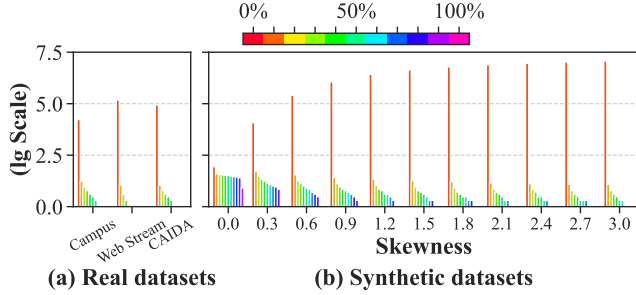 0% 50% 100%
(lg Scale)
7.5
5.0
2.5
0.0
Campus
Web Stream
CAIDA
0.0 0.3 0.6 0.9 1.2 1.5 1.8 2.1 2.4 2.7 3.0
Skewness
(a) Real datasets (b) Synthetic datasets